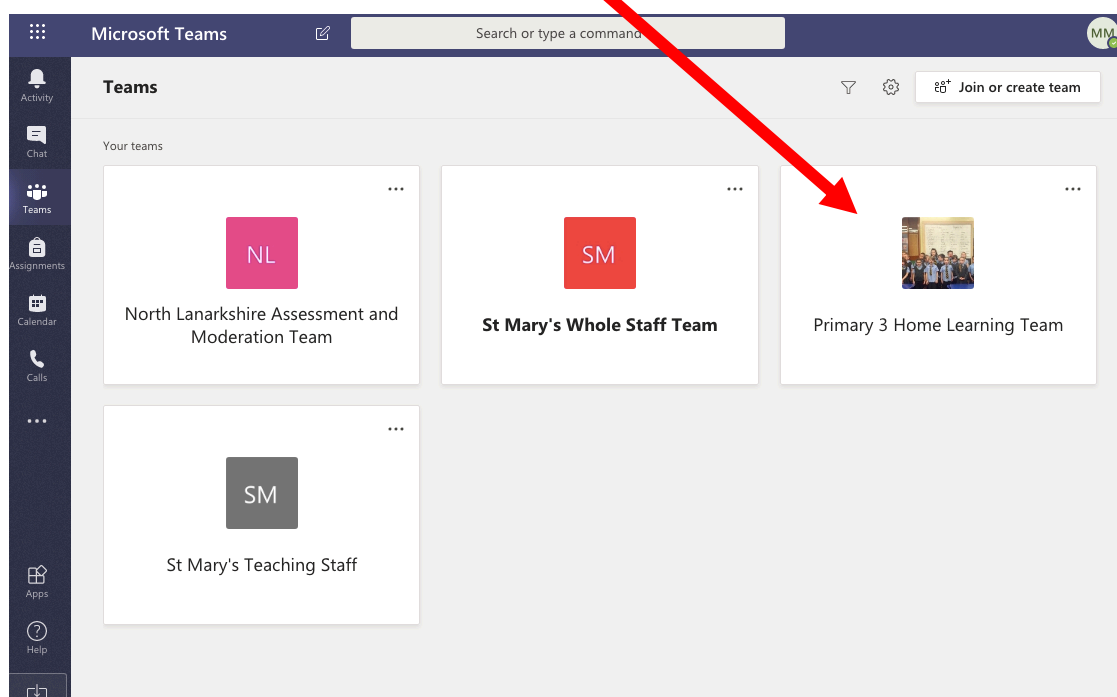 Microsoft Teams
Search or type a command
MM
Activity
Chat
Teams
Assignments
Calendar
Calls
Apps
Help
Teams
Join or create team
Your teams
NL
North Lanarkshire Assessment and
Moderation Team
SM
St Mary's Whole Staff Team
Primary 3 Home Learning Team
SM
St Mary's Teaching Staff